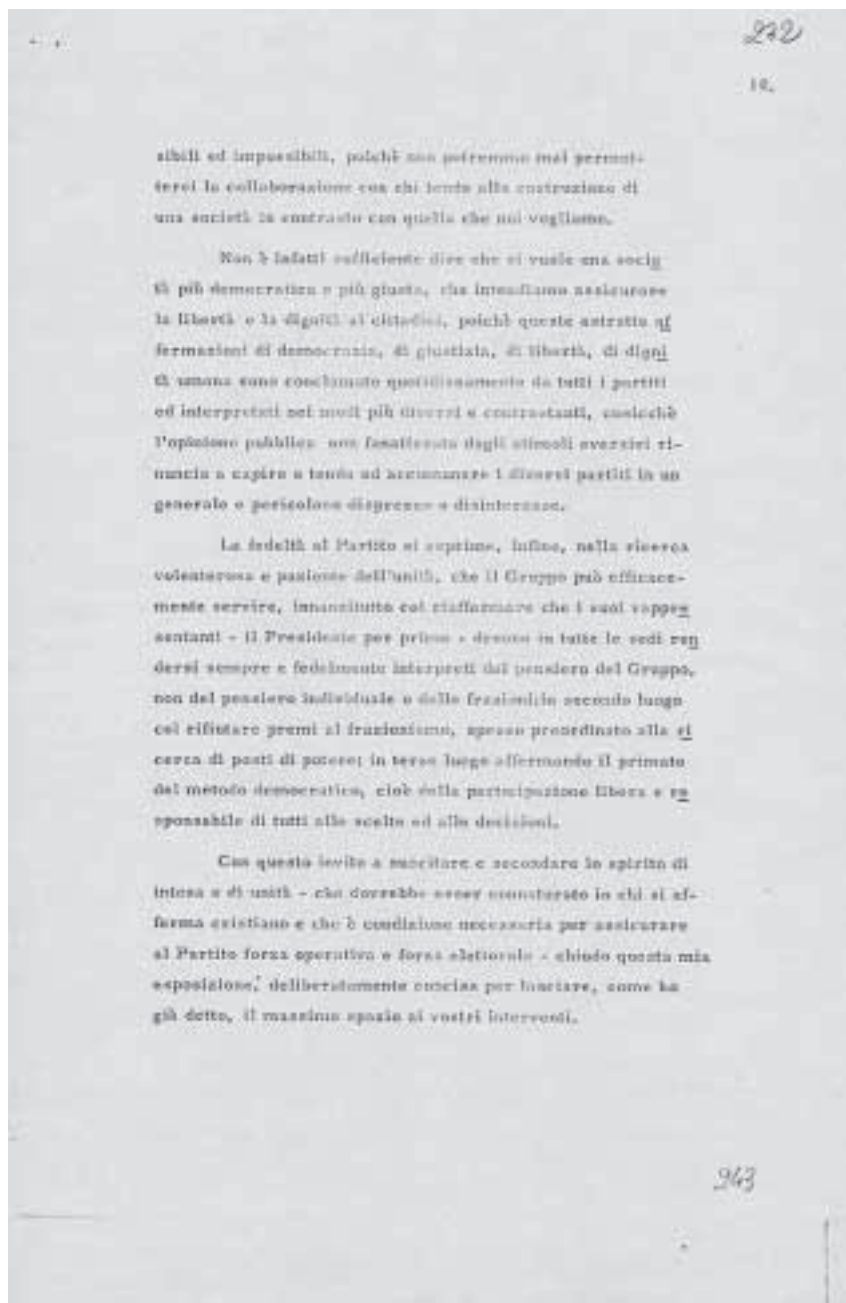 242
10.
sibili ed impossibili, poichè non potremmo mai permet-
terci la collaborazione con chi tende alla costruzione di
una società in contrasto con quella che noi vogliamo.
Non è infatti sufficiente dire che si vuole una socie
tà più democratica e più giusta, che intendiamo assicurare
la libertà e la dignità ai cittadini, poichè queste astratte af
fermazioni di democrazia, di giustizia, di libertà, di digni
tà umana sono conclamate quotidianamente da tutti i partiti
ed interpretati nei modi più diversi e contrastanti, cosicchè
l'opinione pubblica non fanatizzata dagli stimoli eversivi ri-
nuncia a capire e tende ad accomunare i diversi partiti in un
generale e pericoloso disprezzo e disinteresse.
La fedeltà al Partito si esprime, infine, nella ricerca
volenterosa e paziente dell'unità, che il Gruppo può efficace-
mente servire, innanzitutto col riaffermare che i suoi rappre
sentanti - il Presidente per primo - devono in tutte le sedi ren
dersi sempre e fedelmente interpreti del pensiero del Gruppo,
non del pensiero individuale o delle frazioni; in secondo luogo
col rifiutare premi al frazionismo, spesso preordinato alla ri
cerca di posti di potere; in terzo luogo affermando il primato
del metodo democratico, cioè della partecipazione libera e re
sponsabile di tutti alle scelte ed alle decisioni.
Con questo invito a suscitare e secondare lo spirito di
intesa e di unità - che dovrebbe esser connaturato in chi si af-
ferma cristiano e che è condizione necessaria per assicurare
al Partito forza operativa e forza elettorale - chiudo questa mia
esposizione, deliberatamente concisa per lasciare, come ho
già detto, il massimo spazio ai vostri interventi.
243